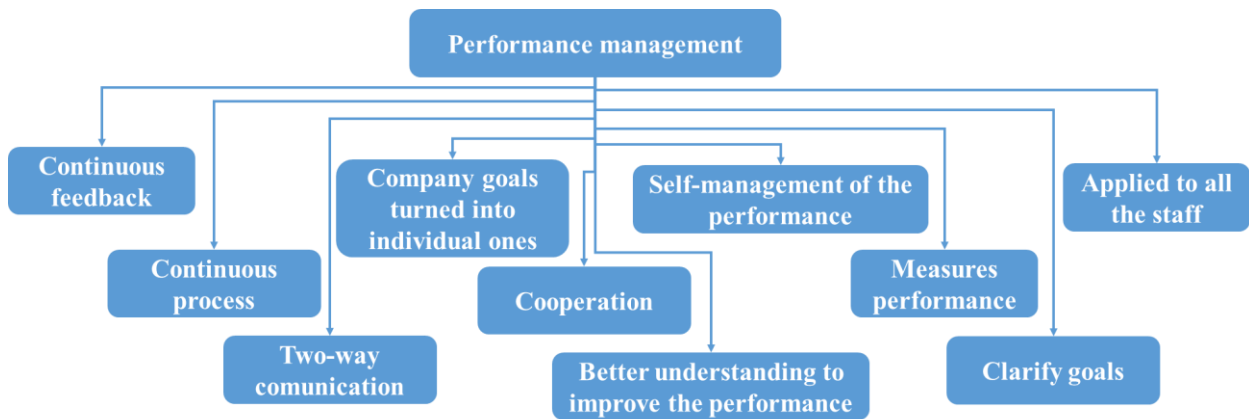 Performance management
Continuous
feedback
Company goals
turned into
individual ones
Self-management of the
performance
Applied to all
the staff
Continuous
process
Cooperation
Measures
performance
Two-way
comunication
Better understanding to
improve the performance
Clarify goals